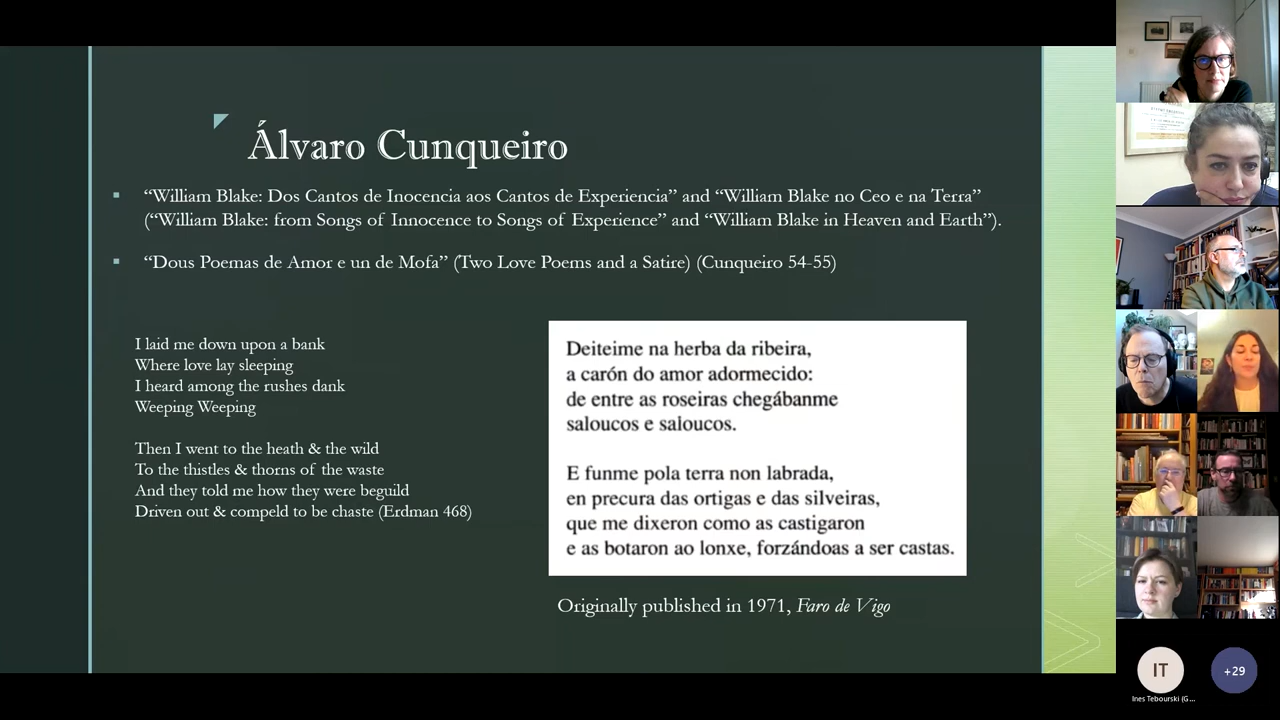 Álvaro Cunqueiro
“William Blake: Dos Cantos de Inocencia aos Cantos de Experiencia” and “William Blake no Ceo e na Terra”
(“William Blake: from Songs of Innocence to Songs of Experience” and “William Blake in Heaven and Earth”).
“Dous Poemas de Amor e un de Mofa” (Two Love Poems and a Satire) (Cunqueiro 54-55)
I laid me down upon a bank
Where love lay sleeping
I heard among the rushes dank
Weeping Weeping
Then I went to the heath & the wild
To the thistles & thorns of the waste
And they told me how they were beguild
Driven out & compeld to be chaste (Erdman 468)
Deiteime na herba da ribeira,
a carón do amor adormecido:
de entre as roseiras chegábanme
saloucos e saloucos.
E funme pola terra non labrada,
en precura das ortigas e das silveiras,
que me dixeron como as castigaron
e as botaron ao lonxe, forzándoas a ser castas.
Originally published in 1971, Faro de Vigo
IT
Ines Tebourski (G...
+29